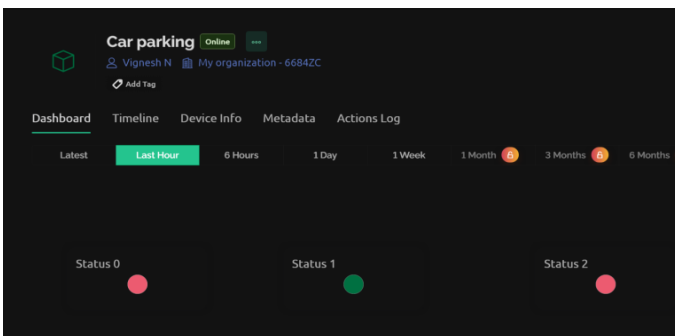 Car parking Online ...
Vignesh N My organization - 6684ZC
Add Tag
Dashboard Timeline Device Info Metadata Actions Log
Latest Last Hour 6 Hours 1 Day 1 Week 1 Month 3 Months 6 Months
Status 0 Status 1 Status 2